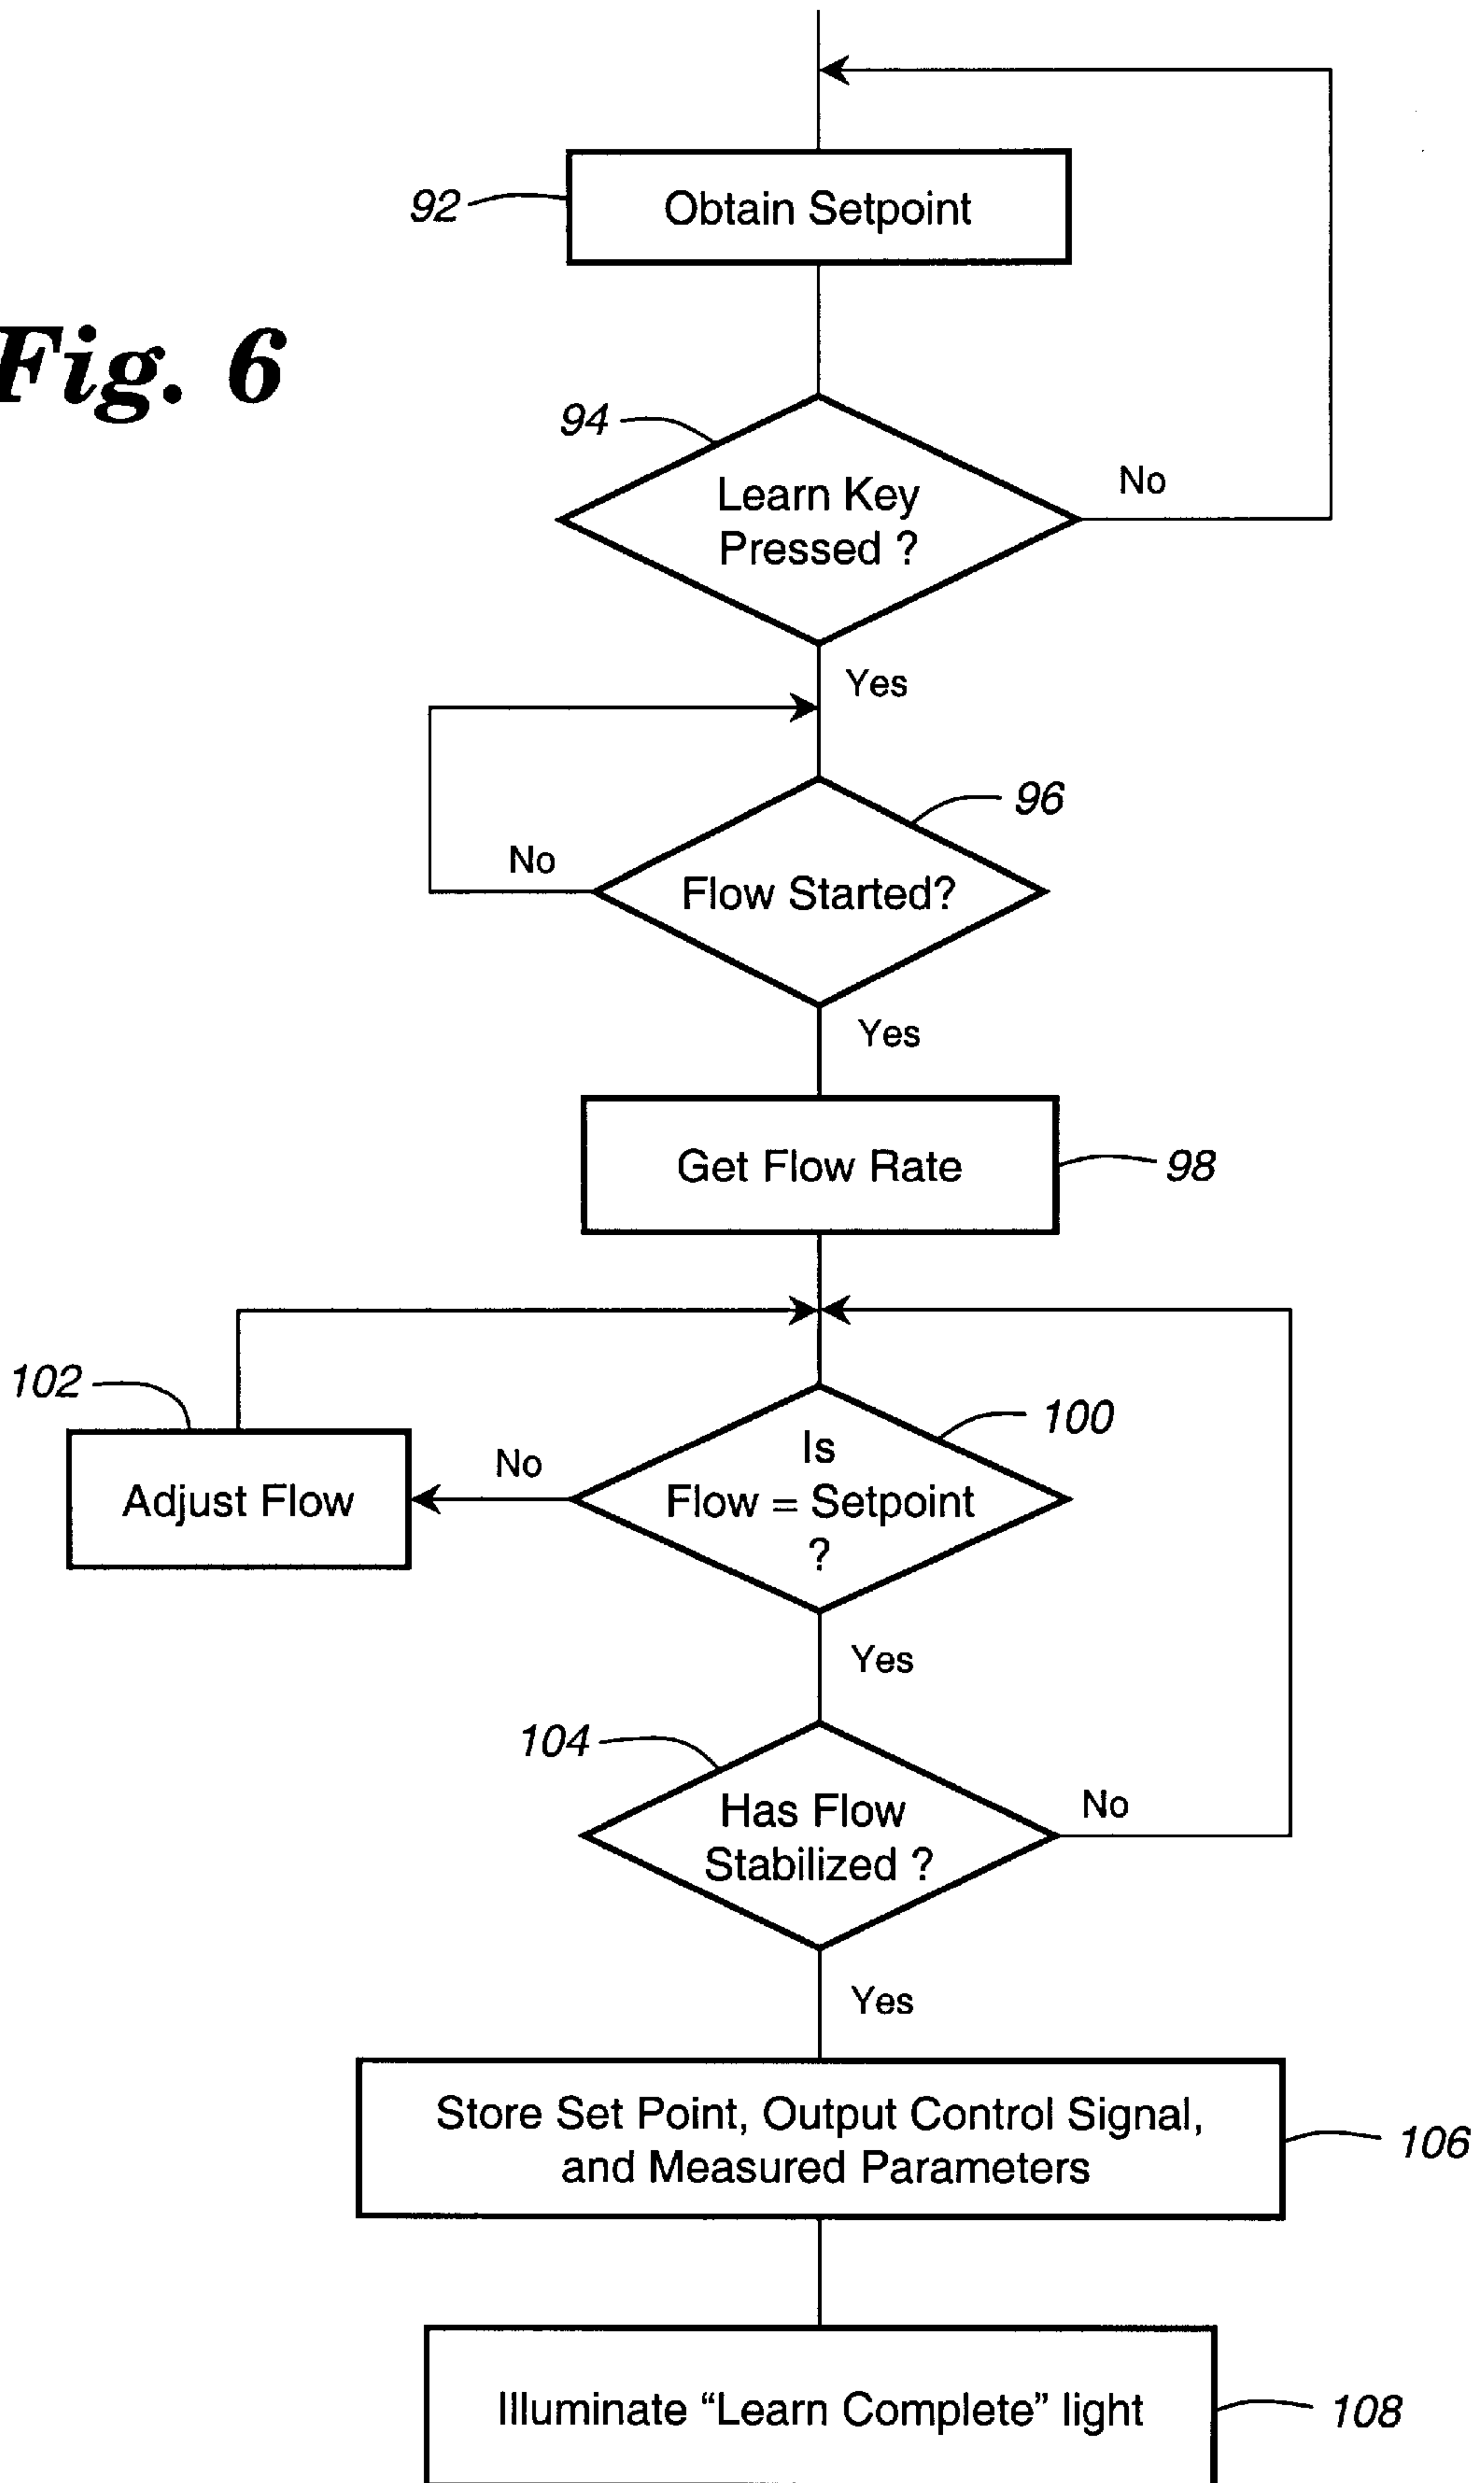 92
Obtain Setpoint
Fig. 6
94
Learn Key
Pressed ?
No
Yes
96
No
Flow Started?
Yes
Get Flow Rate
98
102
100
Adjust Flow
No
Is
Flow = Setpoint
?
Yes
104
Has Flow
Stabilized ?
No
Yes
Store Set Point, Output Control Signal,
and Measured Parameters
106
Illuminate “Learn Complete” light
108